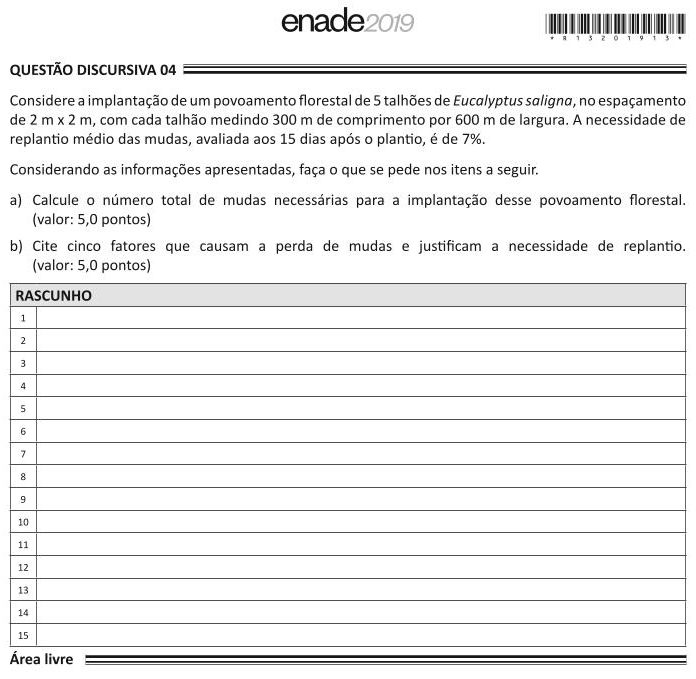 enade2019
* R 1 3 2 0 1 9 1 3 *
QUESTÃO DISCURSIVA 04
Considere a implantação de um povoamento florestal de 5 talhões de Eucalyptus saligna, no espaçamento
de 2 m x 2 m, com cada talhão medindo 300 m de comprimento por 600 m de largura. A necessidade de
replantio médio das mudas, avaliada aos 15 dias após o plantio, é de 7%.
Considerando as informações apresentadas, faça o que se pede nos itens a seguir.
a) Calcule o número total de mudas necessárias para a implantação desse povoamento florestal.
(valor: 5,0 pontos)
b) Cite cinco fatores que causam a perda de mudas e justificam a necessidade de replantio.
(valor: 5,0 pontos)
RASCUNHO
1
2
3
4
5
6
7
8
9
10
11
12
13
14
15
Área livre